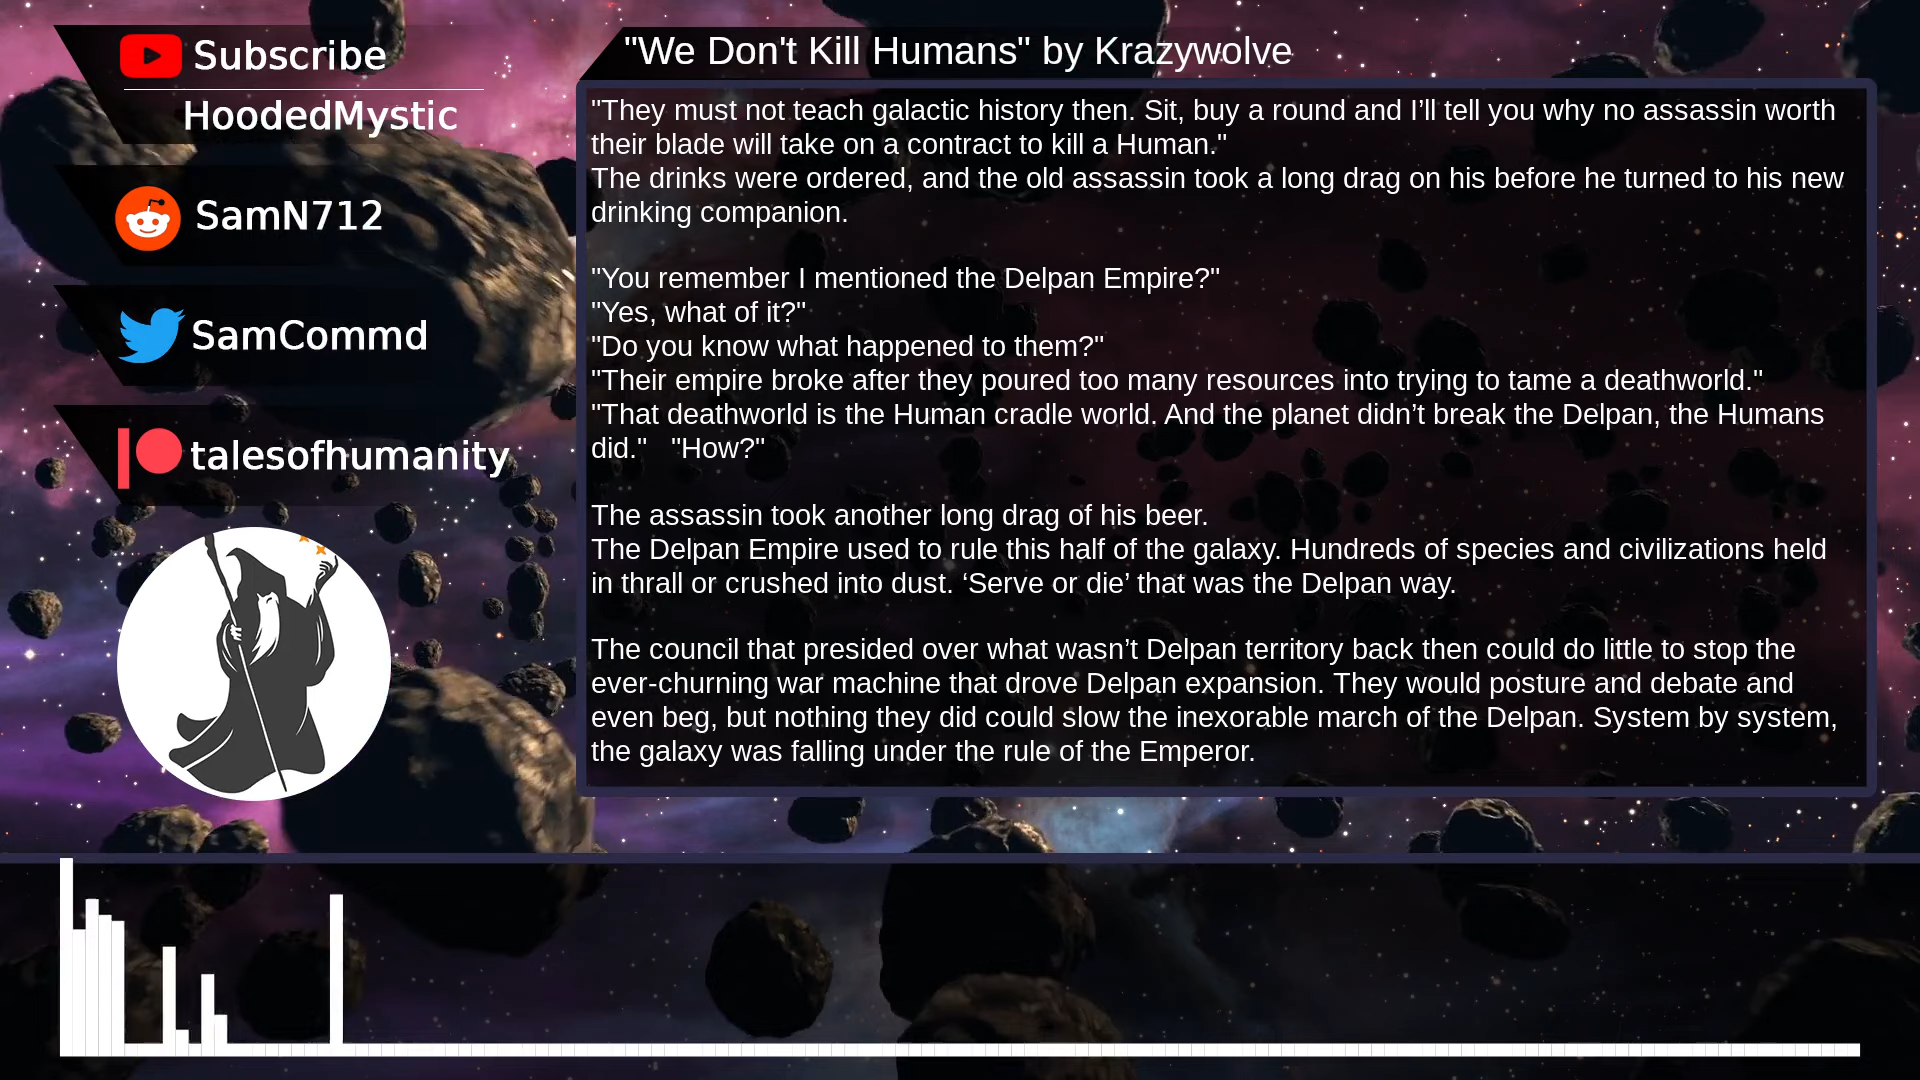 Subscribe
HoodedMystic
SamN712
SamCommd
talesofhumanity
"We Don't Kill Humans" by Krazywolve
"They must not teach galactic history then. Sit, buy a round and I’ll tell you why no assassin worth
their blade will take on a contract to kill a Human."
The drinks were ordered, and the old assassin took a long drag on his before he turned to his new
drinking companion.
"You remember I mentioned the Delpan Empire?"
"Yes, what of it?"
"Do you know what happened to them?"
"Their empire broke after they poured too many resources into trying to tame a deathworld."
"That deathworld is the Human cradle world. And the planet didn’t break the Delpan, the Humans
did."   "How?"
The assassin took another long drag of his beer.
The Delpan Empire used to rule this half of the galaxy. Hundreds of species and civilizations held
in thrall or crushed into dust. ‘Serve or die’ that was the Delpan way.
The council that presided over what wasn’t Delpan territory back then could do little to stop the
ever-churning war machine that drove Delpan expansion. They would posture and debate and
even beg, but nothing they did could slow the inexorable march of the Delpan. System by system,
the galaxy was falling under the rule of the Emperor.